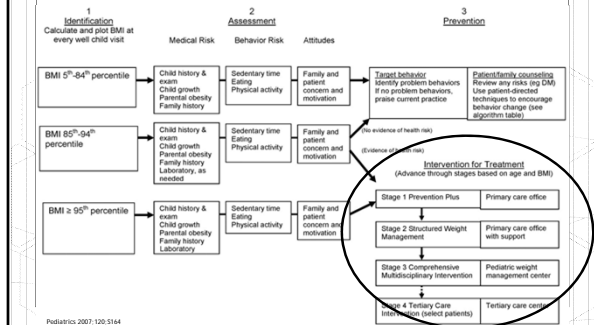 1
Identification
Calculate and plot BMI at
every well child visit
2
Assessment
Medical Risk
Behavior Risk
Attitudes
3
Prevention
BMI 5th-84th percentile
Child history &
exam
Child growth
Parental obesity
Family history
Sedentary time
Eating
Physical activity
Family and
patient
concern and
motivation
Target behavior
Identify problem behaviors
If no problem behaviors,
praise current practice
Patient/family counseling
Review any risks (eg DM)
Use patient-directed
techniques to encourage
behavior change (see
algorithm table)
BMI 85th-94th
percentile
Child history &
exam
Child growth
Parental obesity
Family history
Laboratory, as
needed
Sedentary time
Eating
Physical activity
Family and
patient
concern and
motivation
(No evidence of health risk)
(Evidence of health risk)
BMI ≥ 95th percentile
Child history &
exam
Child growth
Parental obesity
Family history
Laboratory
Sedentary time
Eating
Physical activity
Family and
patient
concern and
motivation
Intervention for Treatment
(Advance through stages based on age and BMI)
Stage 1 Prevention Plus
Primary care office
Stage 2 Structured Weight
Management
Primary care office
with support
Stage 3 Comprehensive
Multidisciplinary Intervention
Pediatric weight
management center
Stage 4 Tertiary Care
Intervention (select patients)
Tertiary care center
Pediatrics 2007;120;S164